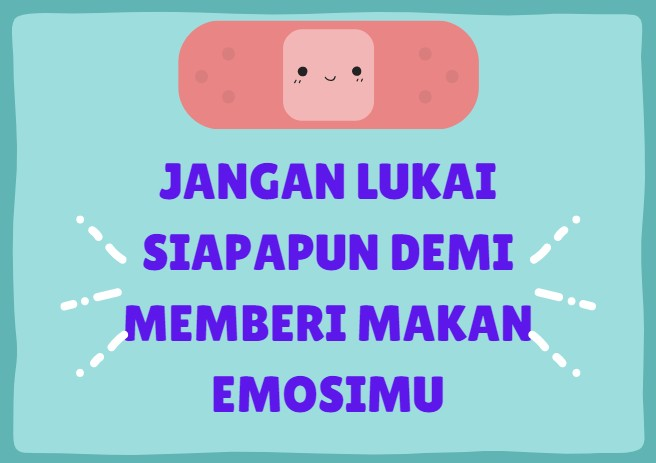 JANGAN LUKAI
SIAPAPUN DEMI
MEMBERI MAKAN
EMOSIMU